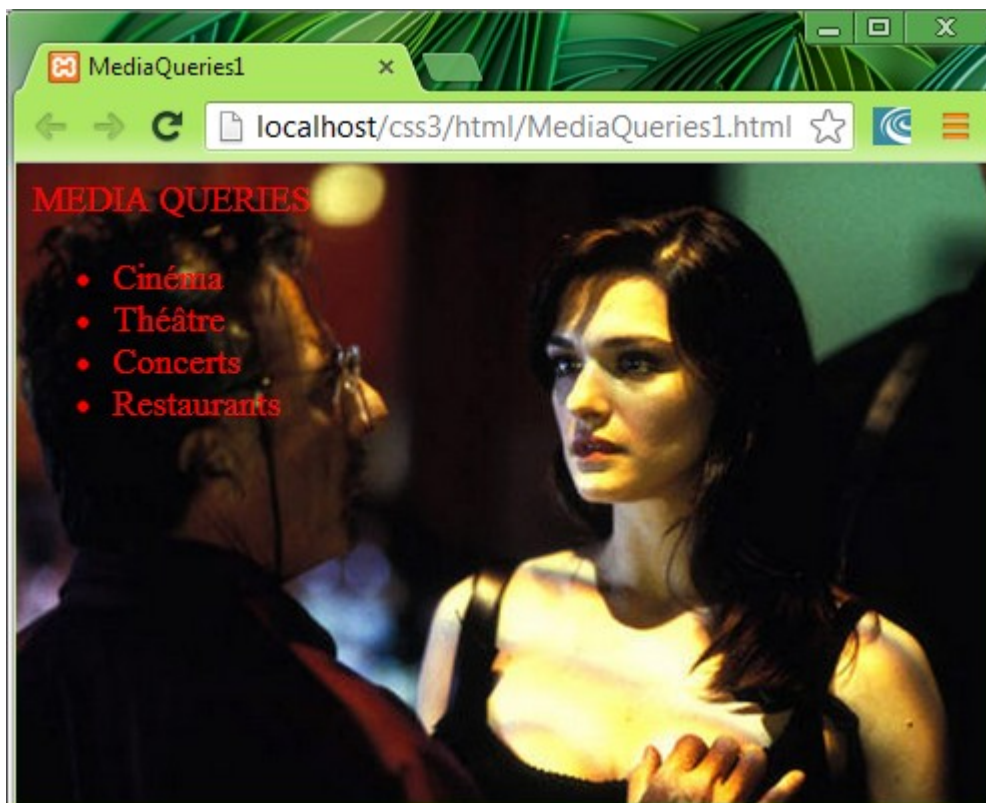 MediaQueries1
localhost/css3/html/MediaQueries1.html
MEDIA QUERIES
Cinéma
Théâtre
Concerts
Restaurants